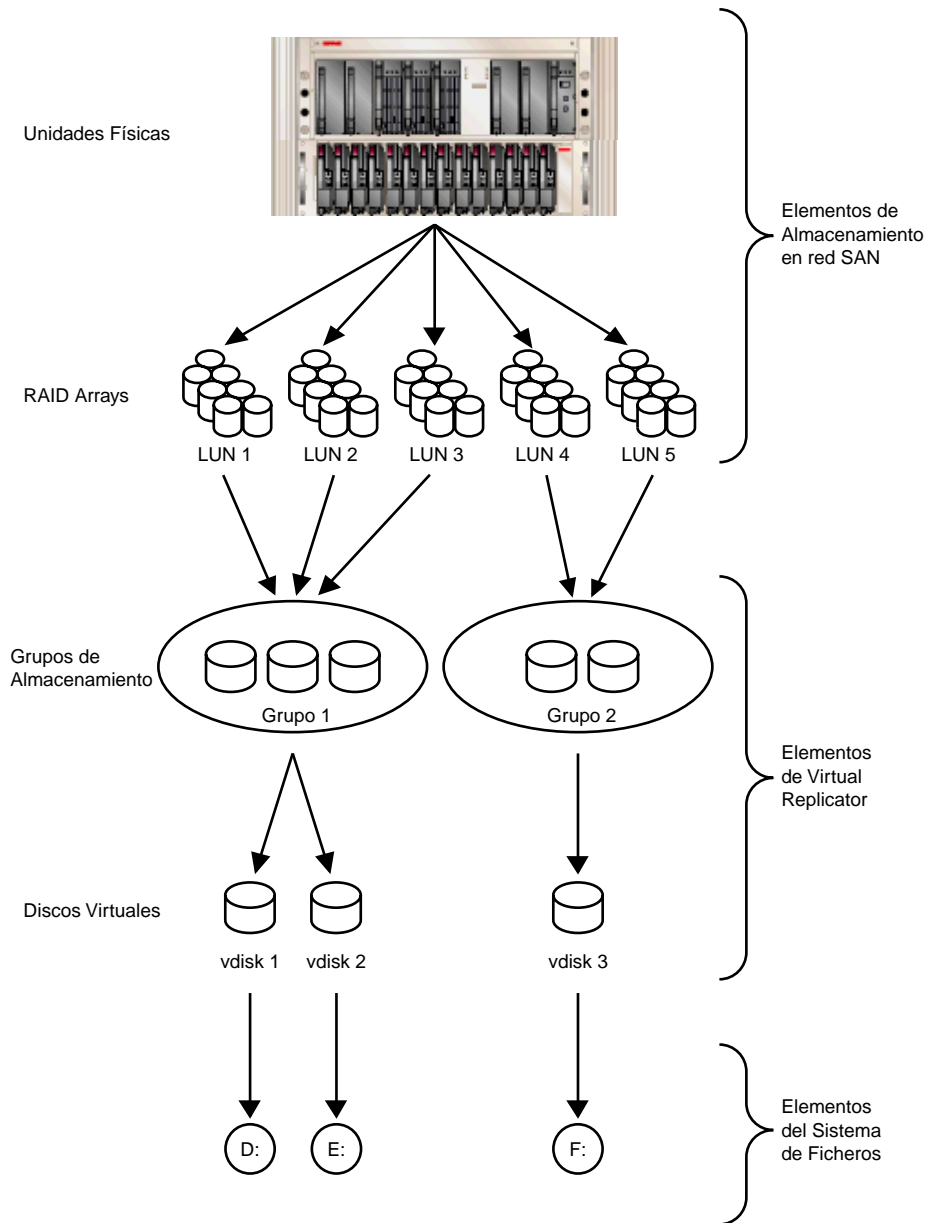 Unidades Físicas
Elementos de
Almacenamiento
en red SAN
RAID Arrays
LUN 1
LUN 2
LUN 3
LUN 4
LUN 5
Grupos de
Almacenamiento
Grupo 1
Grupo 2
Elementos
de Virtual
Replicator
Discos Virtuales
vdisk 1
vdisk 2
vdisk 3
D:
E:
F:
Elementos
del Sistema
de Ficheros